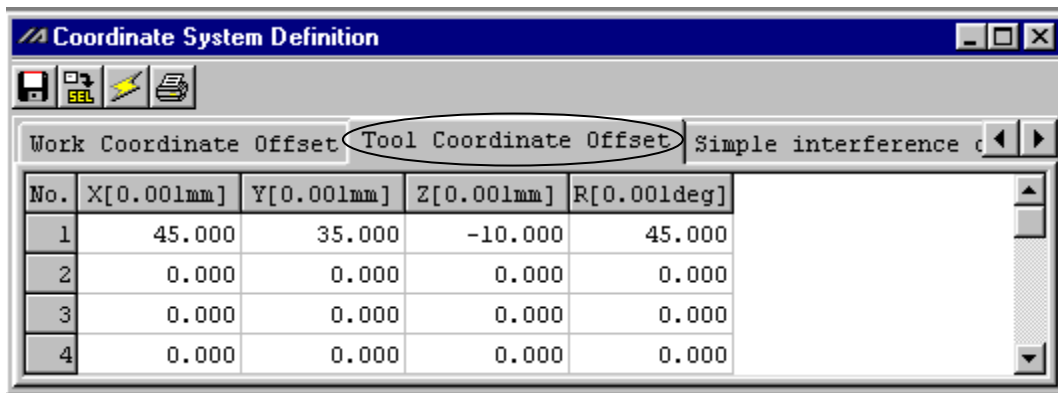 Coordinate System Definition
SEL
Work Coordinate Offset Tool Coordinate Offset Simple interference
No. X[0.001mm] Y[0.001mm] Z[0.001mm] R[0.001deg]
1 45.000 35.000 -10.000 45.000
2 0.000 0.000 0.000 0.000
3 0.000 0.000 0.000 0.000
4 0.000 0.000 0.000 0.000